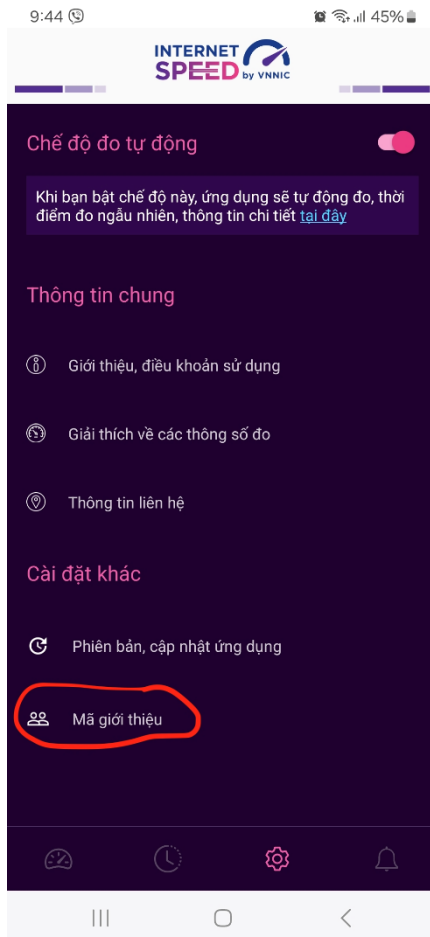 9:44
45%
INTERNET
SPEED by VNNIC
Chế độ đo tự động
Khi bạn bật chế độ này, ứng dụng sẽ tự động đo, thời
điểm đo ngẫu nhiên, thông tin chi tiết tại đây
Thông tin chung
Giới thiệu, điều khoản sử dụng
Giải thích về các thông số đo
Thông tin liên hệ
Cài đặt khác
Phiên bản, cập nhật ứng dụng
Mã giới thiệu